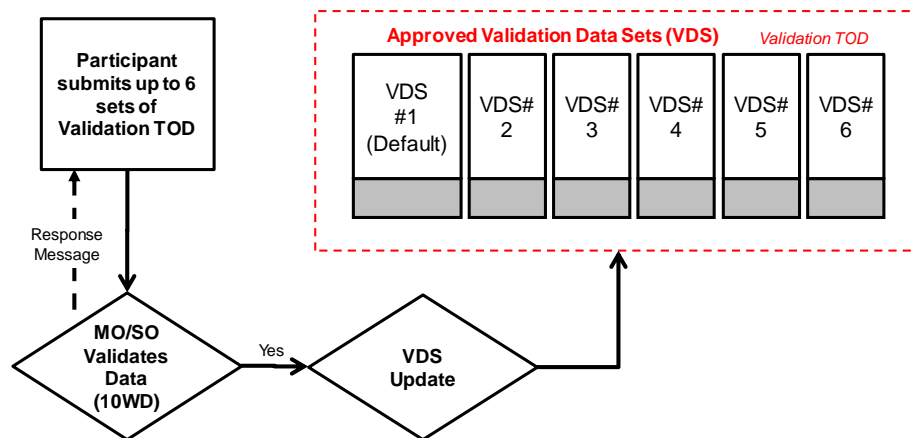 Participant
submits up to 6
sets of
Validation TOD
Approved Validation Data Sets (VDS)
Validation TOD
VDS
#1
(Default)
VDS#
2
VDS#
3
VDS#
4
VDS#
5
VDS#
6
Response
Message
MO/SO
Validates
Data
(10WD)
Yes
VDS
Update